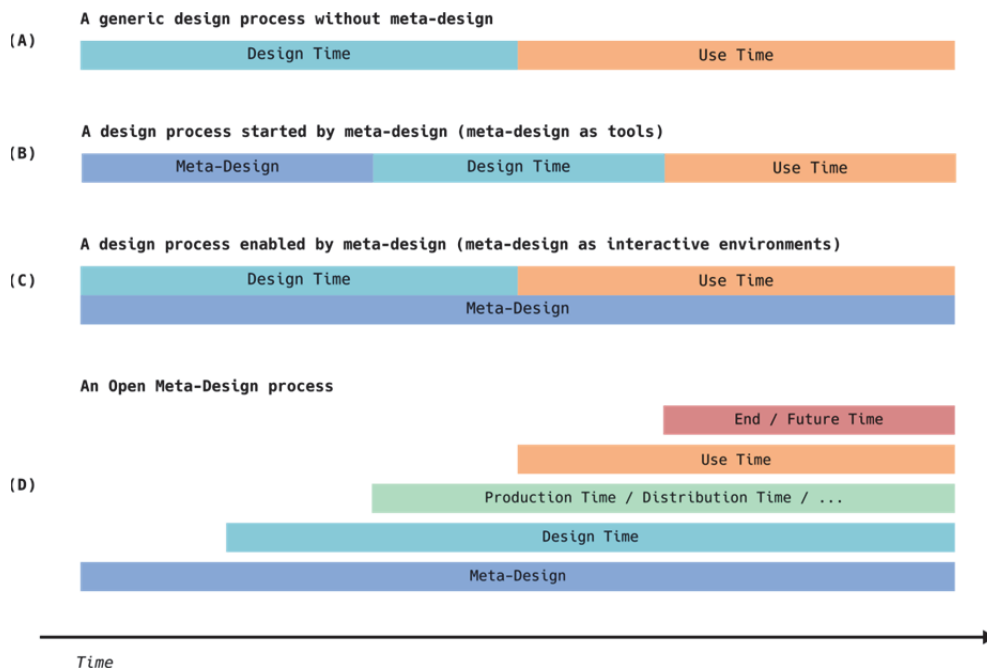 A generic design process without meta-design
(A)
Design Time Use Time
A design process started by meta-design (meta-design as tools)
(B)
Meta-Design Design Time Use Time
A design process enabled by meta-design (meta-design as interactive environments)
(C)
Design Time Use Time
Meta-Design
An Open Meta-Design process
End / Future Time
Use Time
(D)
Production Time / Distribution Time / ...
Design Time
Meta-Design
Time